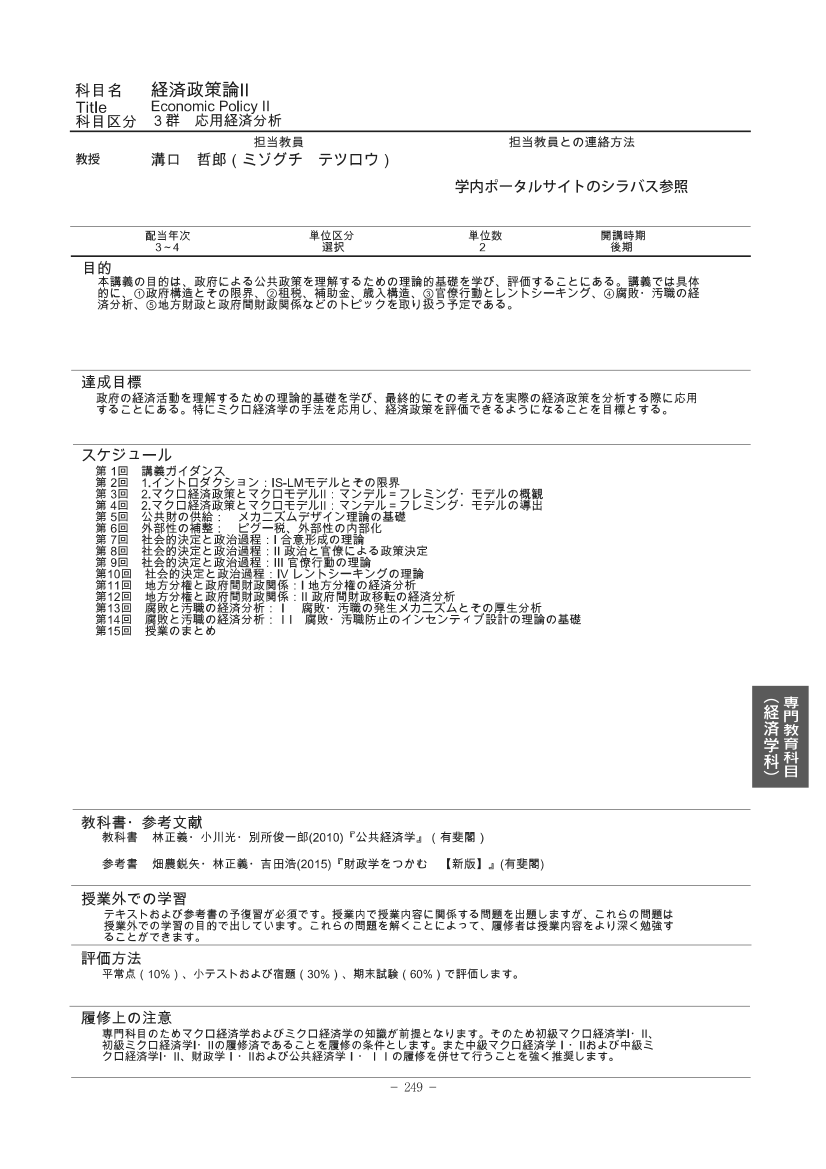 科目名　経済政策論II
Title　Economic Policy II
科目区分　3群　応用経済分析
担当教員　担当教員との連絡方法
教授　溝口　哲郎(ミゾグチ　テツロウ)
学内ポータルサイトのシラバス参照
配当年次　単位区分　単位数　開講時期
3~4　選択　2　後期
目的
本講義の目的は、政府による公共政策を理解するための理論的基礎を学び、評価することにある。講義では具体
的に、①政府構造とその限界、②租税、補助金、歳入構造、③官僚行動とレントシーキング、④腐敗・汚職の経
済分析、⑤地方財政と政府間財政関係などのトピックを取り扱う予定である。
達成目標
政府の経済活動を理解するための理論的基礎を学び、最終的にその考え方を実際の経済政策を分析する際に応用
することにある。特にミクロ経済学の手法を応用し、経済政策を評価できるようになることを目標とする。
スケジュール
第 1回　講義ガイダンス
第 2回　1.イントロダクション：IS-LMモデルとその限界
第 3回　2.マクロ経済政策とマクロモデルII：マンデル＝フレミング・モデルの概観
第 4回　2.マクロ経済政策とマクロモデルII：マンデル＝フレミング・モデルの導出
第 5回　公共財の供給：　メカニズムデザイン理論の基礎
第 6回　外部性の補整：　ピグー税、外部性の内部化
第 7回　社会的決定と政治過程：I 合意形成の理論
第 8回　社会的決定と政治過程：II 政治と官僚による政策決定
第 9回　社会的決定と政治過程：III 官僚行動の理論
第10回　社会的決定と政治過程：IV レントシーキングの理論
第11回　地方分権と政府間財政関係：I 地方分権の経済分析
第12回　地方分権と政府間財政関係：II 政府間財政移転の経済分析
第13回　腐敗と汚職の経済分析：Ｉ　腐敗・汚職の発生メカニズムとその厚生分析
第14回　腐敗と汚職の経済分析：ＩＩ　腐敗・汚職防止のインセンティブ設計の理論の基礎
第15回　授業のまとめ
専門教育科目
（経済学科）
教科書・参考文献
教科書　林正義・小川光・別所俊一郎(2010)『公共経済学』(有斐閣)
参考書　畑農鋭矢・林正義・吉田浩(2015)『財政学をつかむ　【新版】』(有斐閣)
授業外での学習
テキストおよび参考書の予復習が必須です。授業内で授業内容に関係する問題を出題しますが、これらの問題は
授業外での学習の目的で出しています。これらの問題を解くことによって、履修者は授業内容をより深く勉強す
ることができます。
評価方法
平常点(10%)、小テストおよび宿題(30%)、期末試験(60%)で評価します。
履修上の注意
専門科目のためマクロ経済学およびミクロ経済学の知識が前提となります。そのため初級マクロ経済学I・II、
初級ミクロ経済学I・IIの履修済であることを履修の条件とします。また中級マクロ経済学Ｉ・IIおよび中級ミ
クロ経済学I・II、財政学Ｉ・IIおよび公共経済学Ｉ・ＩＩの履修を併せて行うことを強く推奨します。
－ 249 －